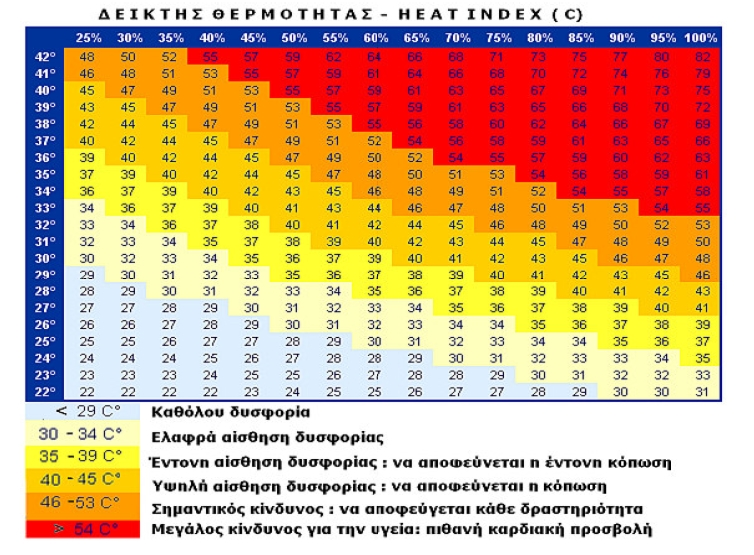 ΔΕΙΚΤΗΣ ΘΕΡΜΟΤΗΤΑΣ - HEAT INDEX ( C)
25% 30% 35% 40% 45% 50% 55% 60% 65% 70% 75% 80% 85% 90% 95% 100%
42° 48 50 52 55 57 59 62 64 66 68 71 73 75 77 80 82
41° 46 48 51 53 55 57 59 61 64 66 68 70 72 74 76 79
40° 45 47 49 51 53 55 57 59 61 63 65 67 69 71 73 75
39° 43 45 47 49 51 53 55 57 59 61 63 65 66 68 70 72
38° 42 44 45 47 49 51 53 55 56 58 60 62 64 66 67 69
37° 40 42 44 45 47 49 51 52 54 56 58 59 61 63 65 66
36° 39 40 42 44 45 47 49 50 52 54 55 57 59 60 62 63
35° 37 39 40 42 44 45 47 48 50 51 53 54 56 58 59 61
34° 36 37 39 40 42 43 45 46 48 49 51 52 54 55 57 58
33° 34 36 37 39 40 41 43 44 46 47 48 50 51 53 54 55
32° 33 34 36 37 38 40 41 42 44 45 46 48 49 50 52 53
31° 32 33 34 35 37 38 39 40 42 43 44 45 47 48 49 50
30° 30 32 33 34 35 36 37 39 40 41 42 43 45 46 47 48
29° 29 30 31 32 33 35 36 37 38 39 40 41 42 43 45 46
28° 28 29 30 31 32 33 34 35 36 37 38 39 40 41 42 43
27° 27 27 28 29 30 31 32 33 34 35 36 37 38 39 40 41
26° 26 26 27 28 29 30 31 32 33 34 34 35 36 37 38 39
25° 25 25 26 27 27 28 29 30 31 32 33 34 34 35 36 37
24° 24 24 24 25 26 27 28 28 29 30 31 32 33 33 34 35
23° 23 23 23 24 25 25 26 27 28 28 29 30 31 32 32 33
22° 22 22 22 23 24 25 25 26 26 27 27 28 29 30 30 31
< 29 C° Καθόλου δυσφορία
30 - 34 C° Ελαφρά αίσθηση δυσφορίας
35 - 39 C° Έντονη αίσθηση δυσφορίας : να αποφεύνεται η έντονή κόπωση
40 - 45 C° Υψηλή αίσθηση δυσφορίας : να αποφεύνεται η κόπωση
46 -53 C° Σημαντικός κίνδυνος : να αποφεύγεται κάθε δραστηριότητα
> 54 C° Μεγάλος κίνδυνος για την υγεία: πιθανή καρδιακή προσβολή